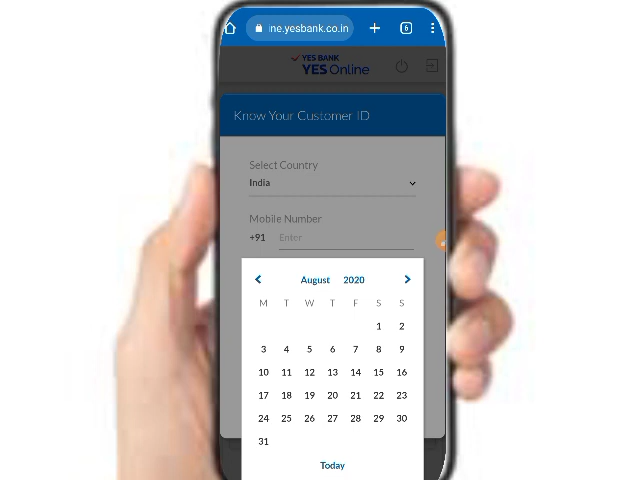 ine.yesbank.co.in
6
YES BANK
YES Online
Know Your Customer ID
Select Country
India
Mobile Number
+91 Enter
August 2020
M T W T F S S
1 2
3 4 5 6 7 8 9
10 11 12 13 14 15 16
17 18 19 20 21 22 23
24 25 26 27 28 29 30
31
Today